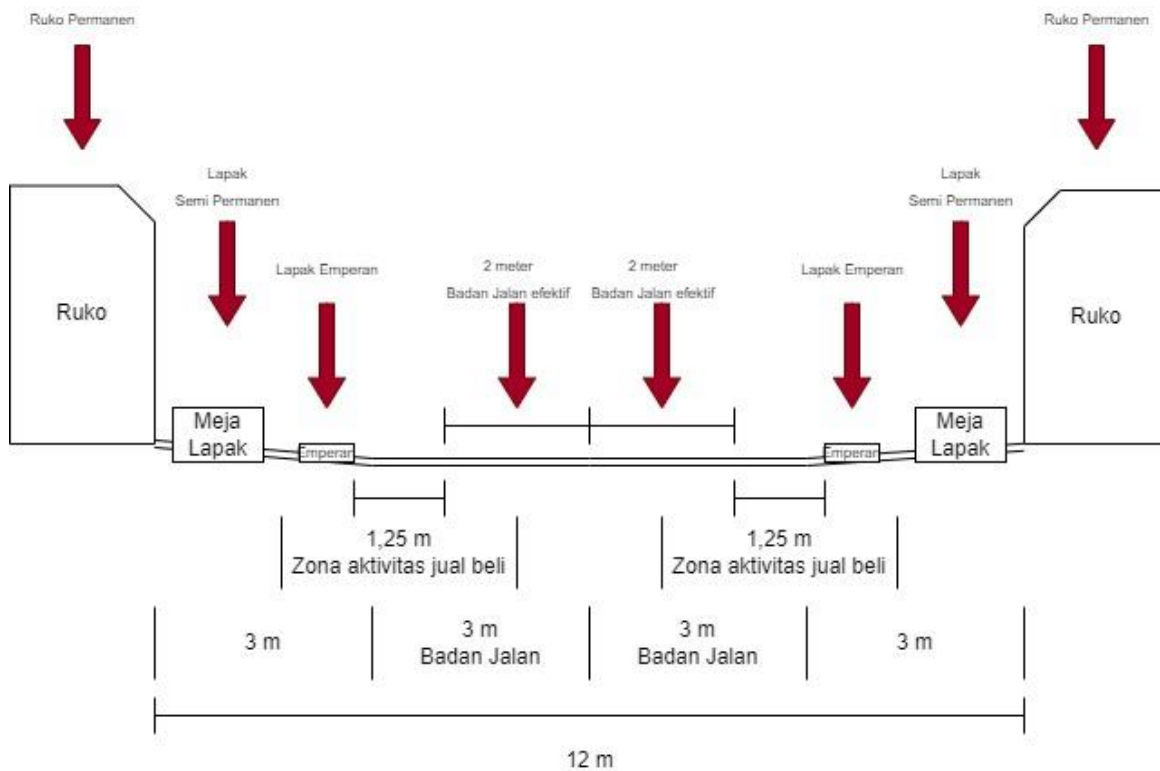 Ruko Permanen
Ruko Permanen
Lapak
Semi Permanen
Lapak
Semi Permanen
Lapak Emperan
2 meter
Badan Jalan efektif
2 meter
Badan Jalan efektif
Lapak Emperan
Ruko
Ruko
Meja
Lapak
Emperan
Emperan
Meja
Lapak
1,25 m
Zona aktivitas jual beli
1,25 m
Zona aktivitas jual beli
3 m
3 m
Badan Jalan
3 m
Badan Jalan
3 m
12 m